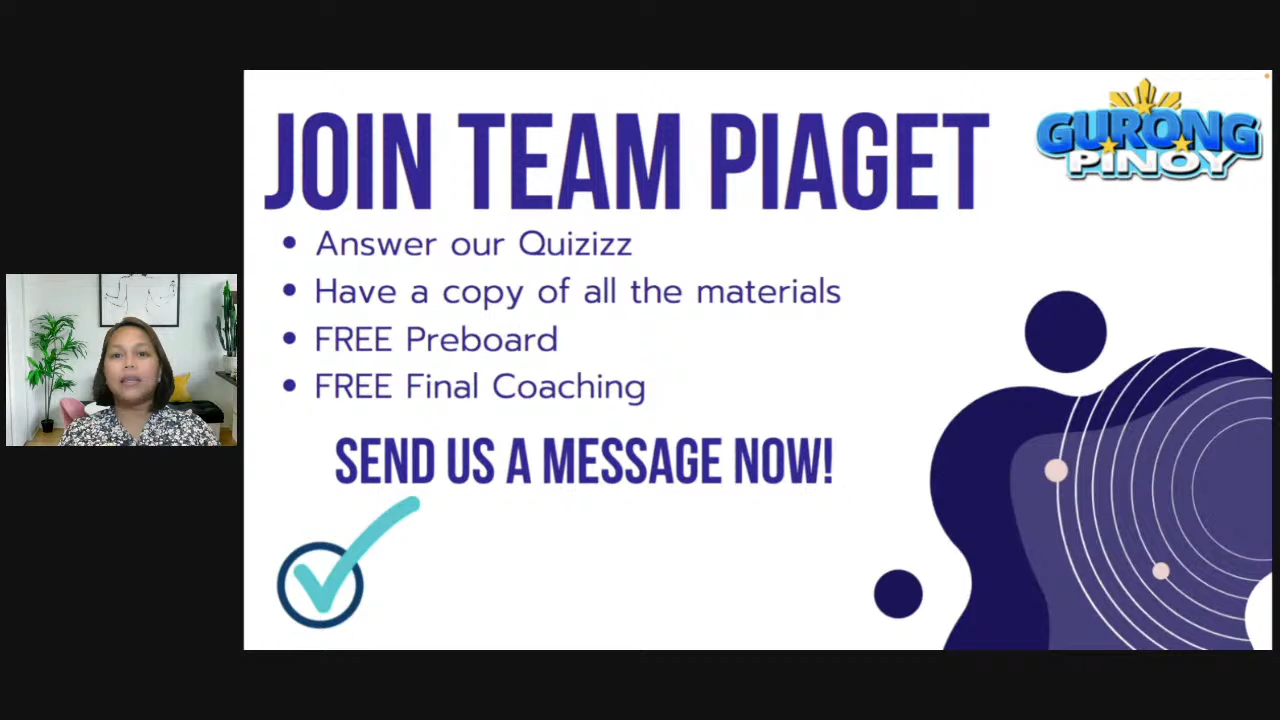 JOIN TEAM PIAGET
GURONG
PINOY
• Answer our Quizizz
• Have a copy of all the materials
• FREE Preboard
• FREE Final Coaching
SEND US A MESSAGE NOW!